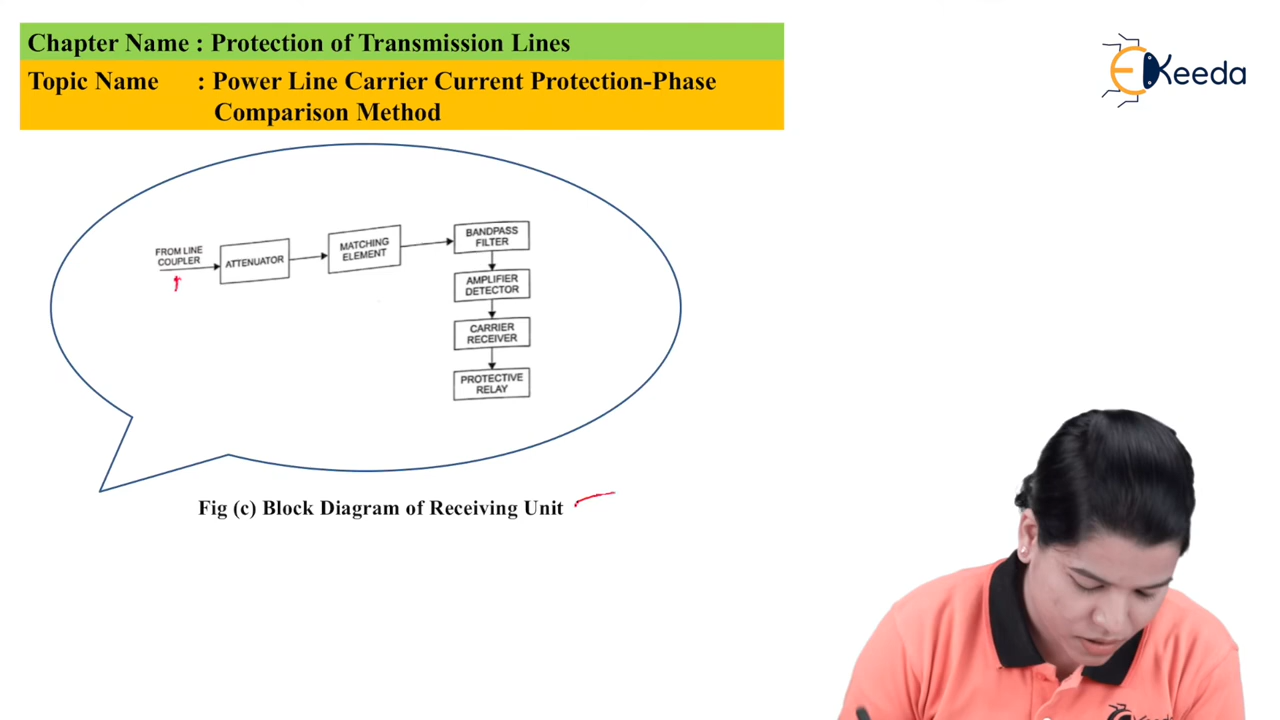 Chapter Name : Protection of Transmission Lines
Topic Name : Power Line Carrier Current Protection-Phase
Comparison Method
EKeeda
FROM LINE
COUPLER
ATTENUATOR
MATCHING
ELEMENT
BANDPASS
FILTER
AMPLIFIER
DETECTOR
CARRIER
RECEIVER
PROTECTIVE
RELAY
Fig (c) Block Diagram of Receiving Unit